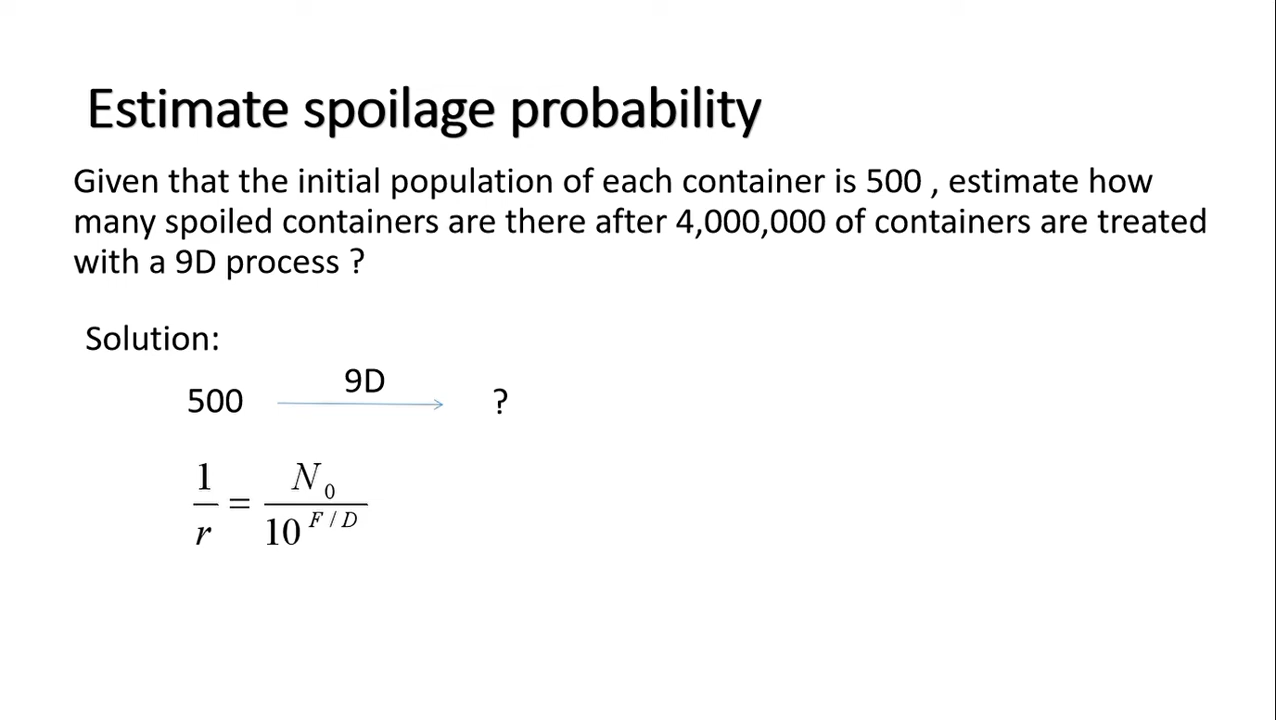 Estimate spoilage probability
Given that the initial population of each container is 500 , estimate how
many spoiled containers are there after 4,000,000 of containers are treated
with a 9D process ?
Solution:
9D
500 ?
1/r = N₀/10^(F/D)